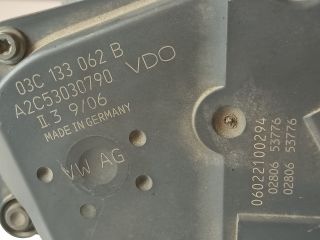 03C 133 062 B
A2C53030790 VDO
II.3 9/06
MADE IN GERMANY
VW AG
06022100294
02806 53776
02806 53776